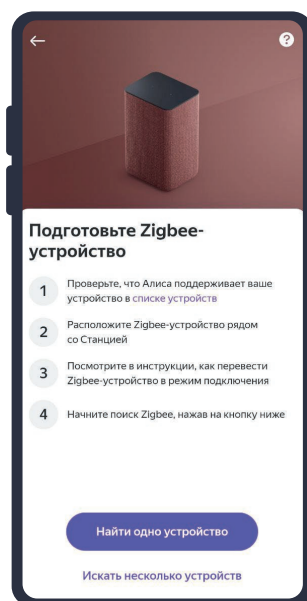 ?
Подготовьте Zigbee-
устройство
1
Проверьте, что Алиса поддерживает ваше
устройство в списке устройств
2
Расположите Zigbee-устройство рядом
со Станцией
3
Посмотрите в инструкции, как перевести
Zigbee-устройство в режим подключения
4
Начните поиск Zigbee, нажав на кнопку ниже
Найти одно устройство
Искать несколько устройств